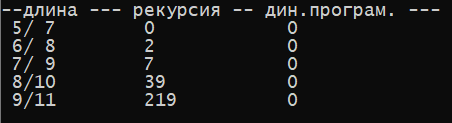 --длина --- рекурсия -- дин.програм. ---
5/ 7 0 0
6/ 8 2 0
7/ 9 7 0
8/10 39 0
9/11 219 0